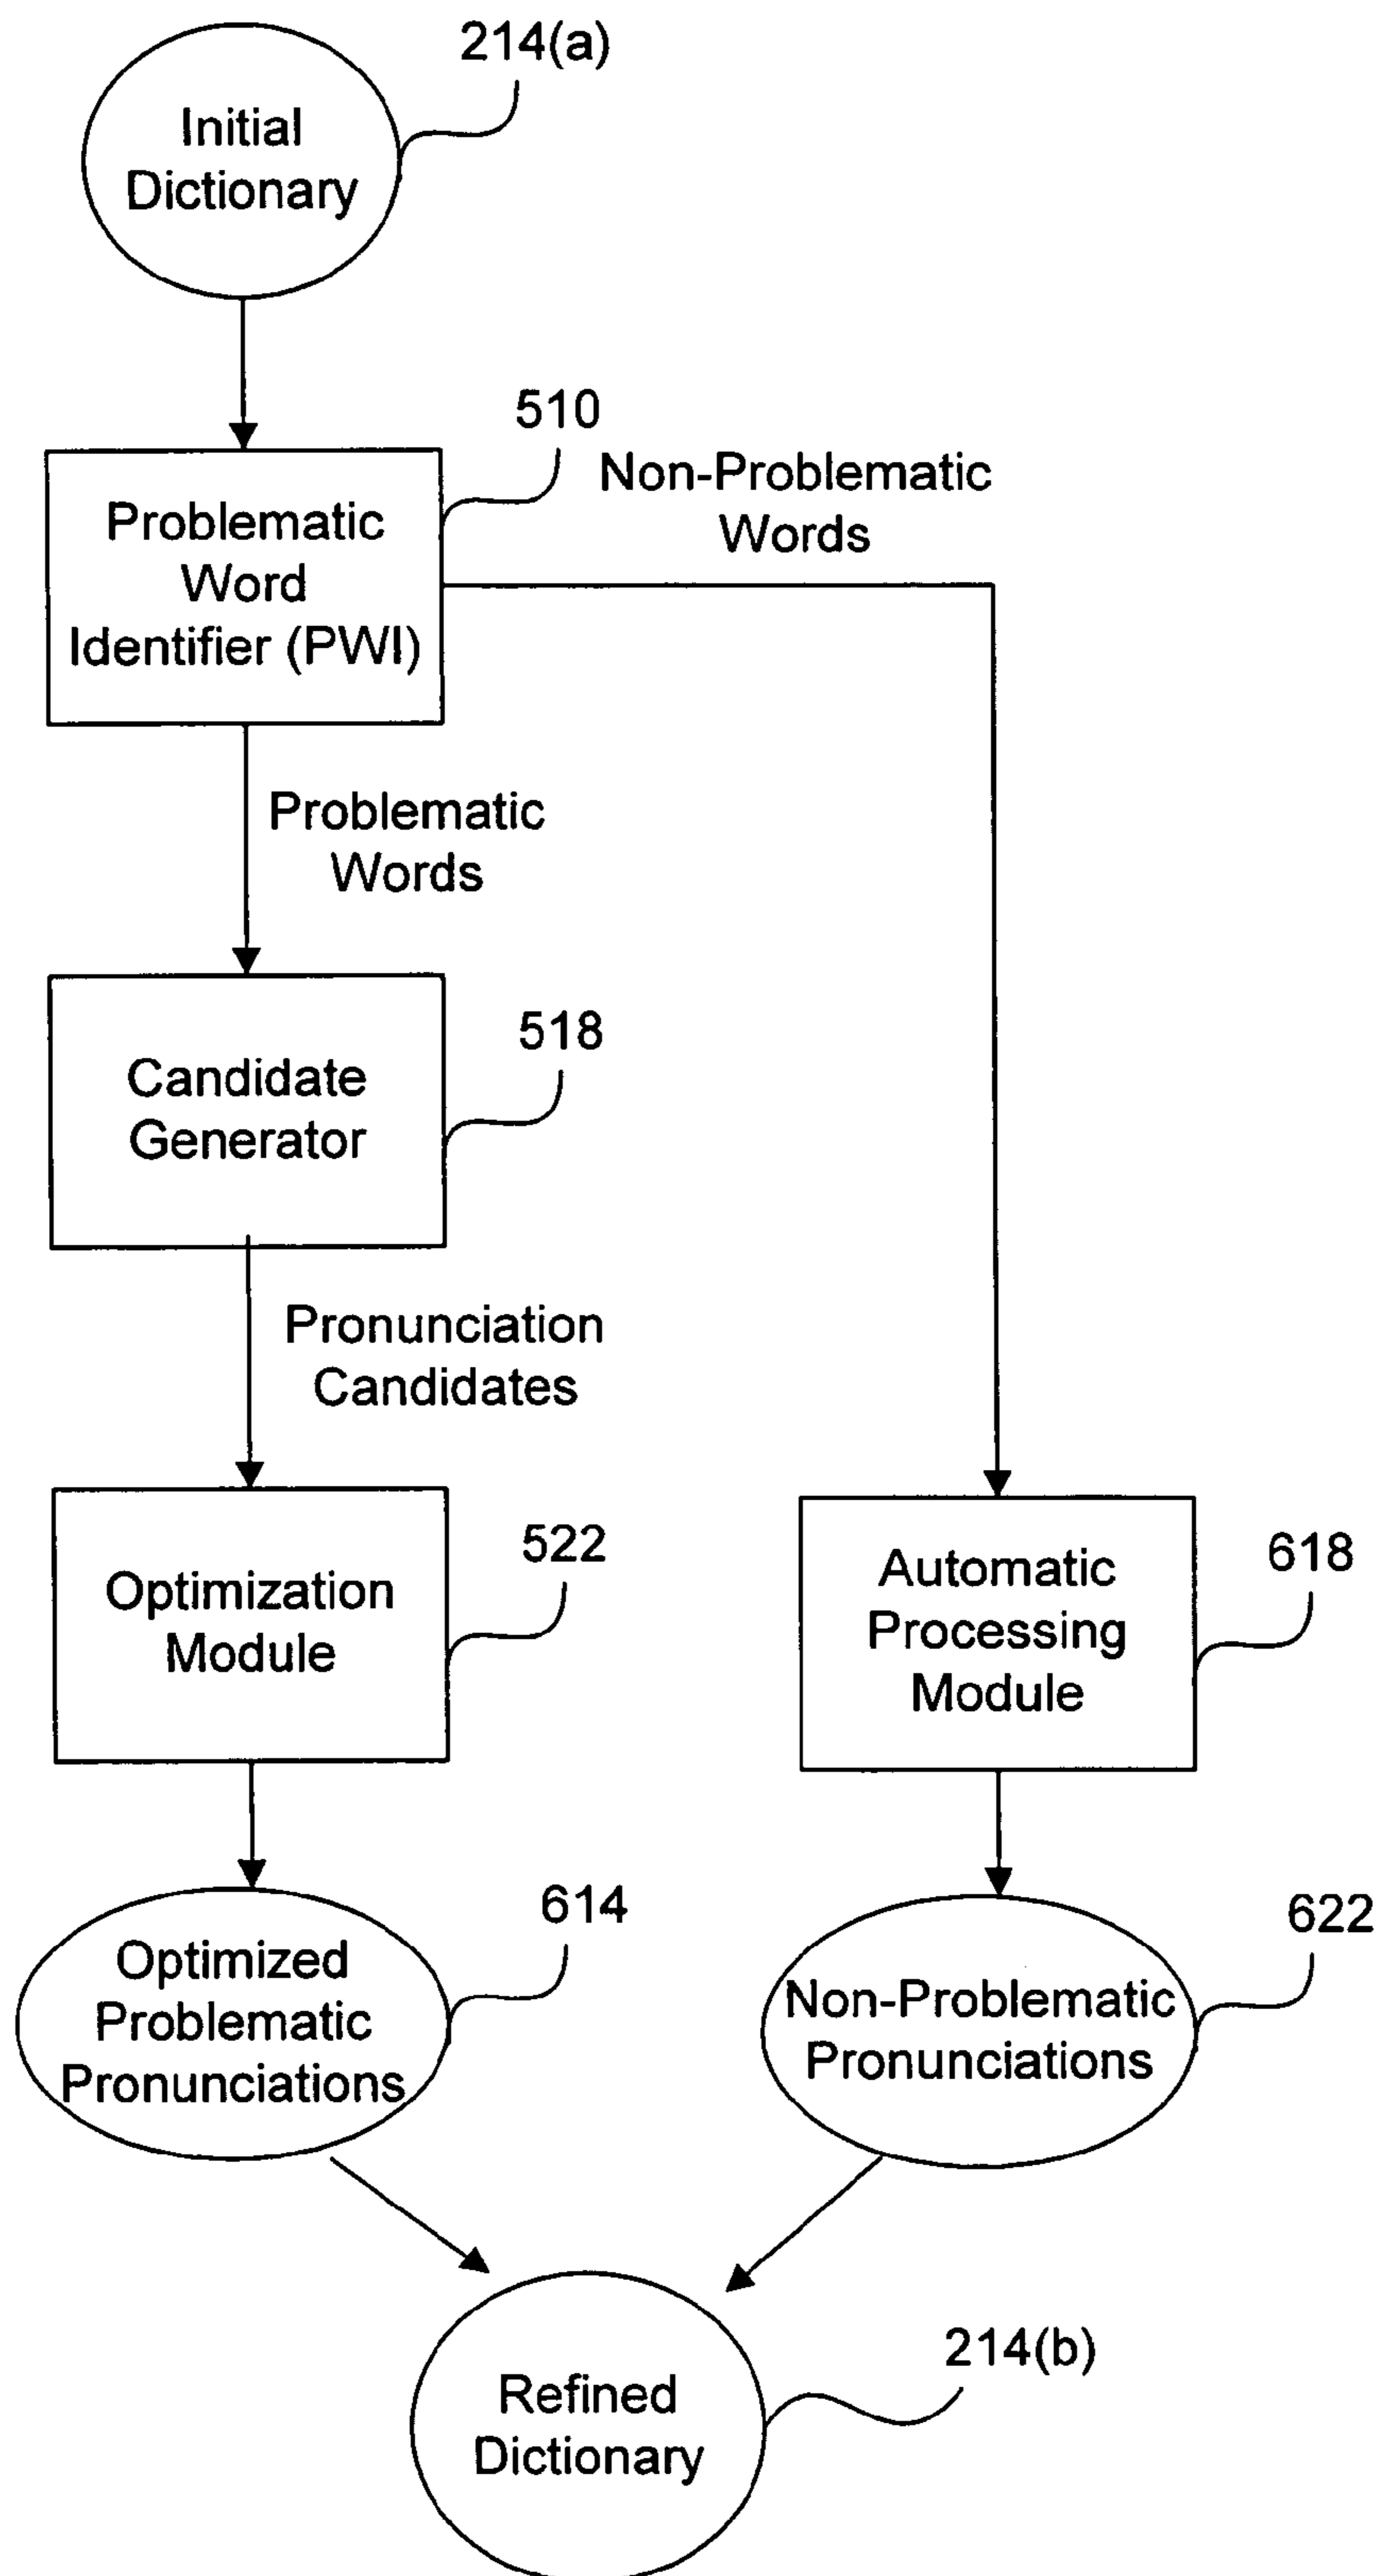 214(a)
Initial
Dictionary
510
Non-Problematic
Words
Problematic
Word
Identifier (PWI)
Problematic
Words
518
Candidate
Generator
Pronunciation
Candidates
522
Optimization
Module
618
Automatic
Processing
Module
614
Optimized
Problematic
Pronunciations
622
Non-Problematic
Pronunciations
214(b)
Refined
Dictionary